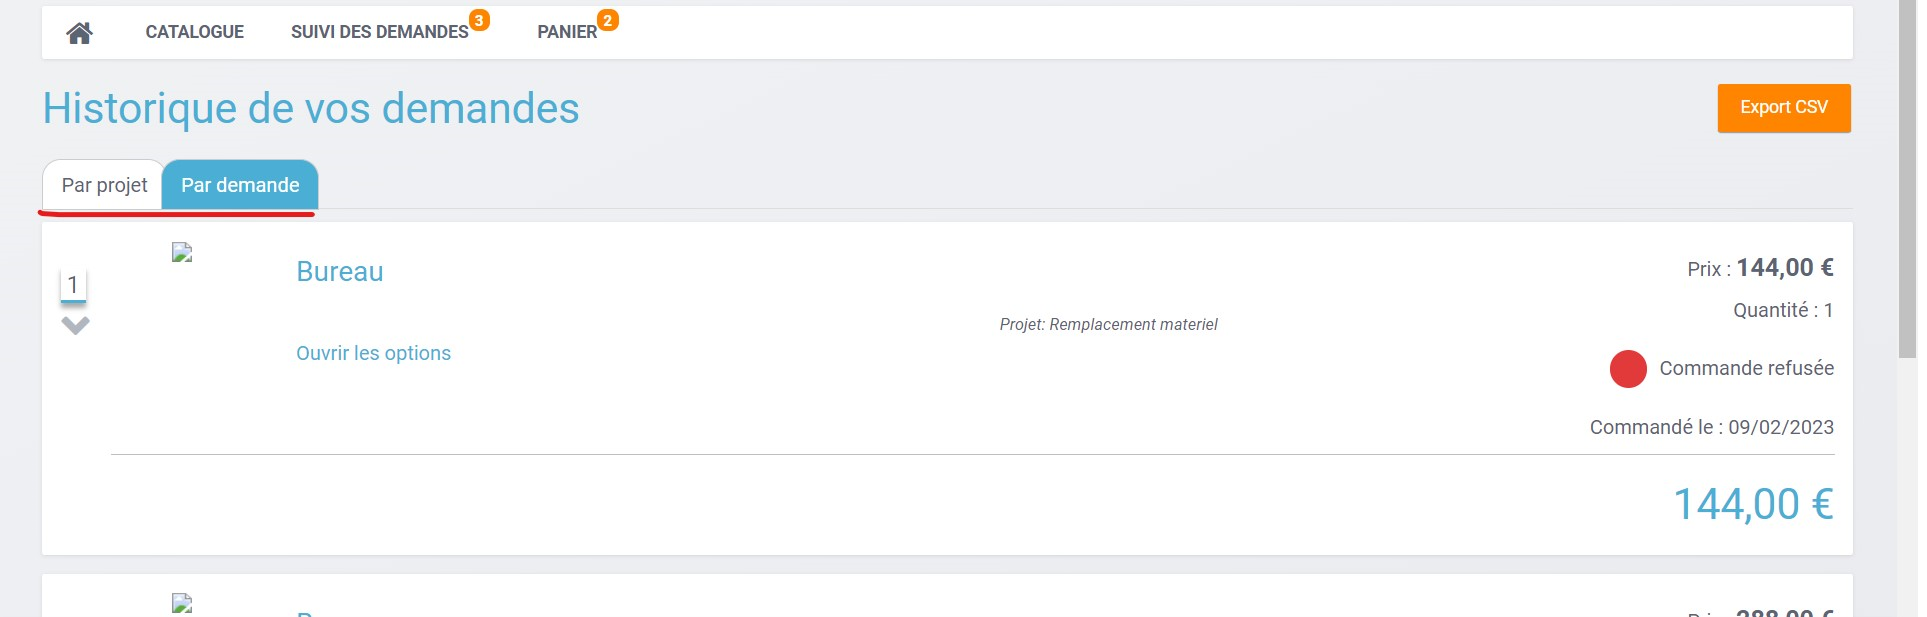 CATALOGUE SUIVI DES DEMANDES 3 PANIER 2
Historique de vos demandes
Export CSV
Par projet Par demande
1
Bureau
Prix : 144,00 €
Quantité : 1
Projet: Remplacement materiel
Ouvrir les options
Commande refusée
Commandé le : 09/02/2023
144,00 €